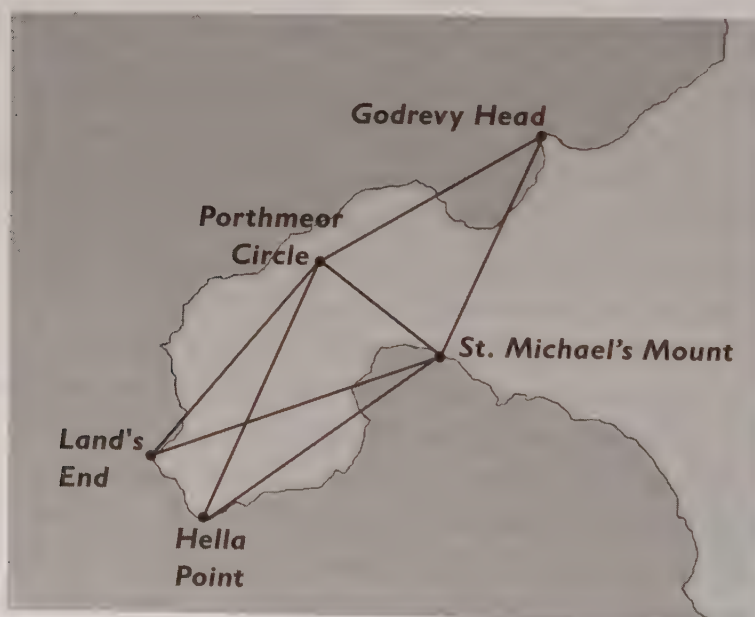 Godrevy Head
Porthmeor
Circle
St. Michael's Mount
Land's
End
Hella
Point